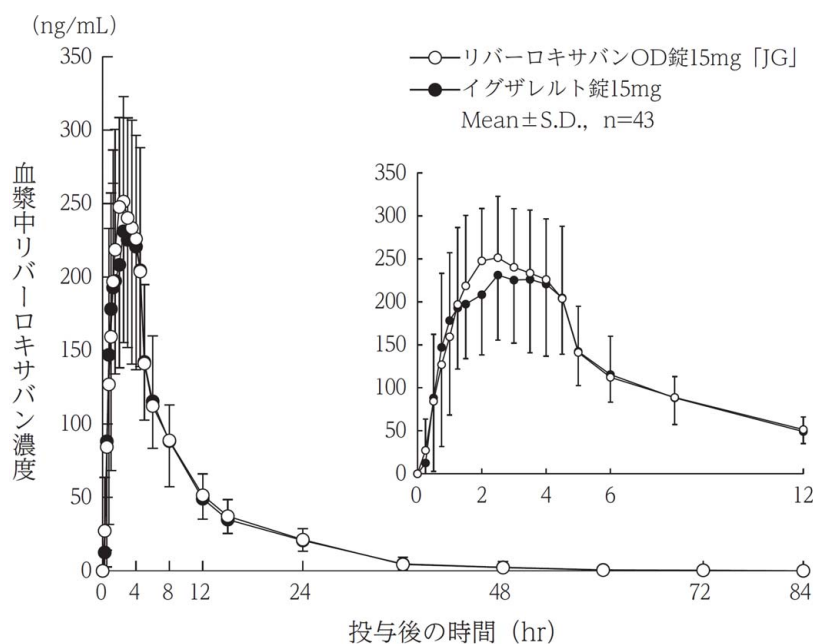 (ng/mL)
350
300
250
200
150
100
50
0
血漿中リバーロキサバン濃度
リバーロキサバンOD錠15mg「JG」
イグザレルト錠15mg
Mean±S.D., n=43
350
300
250
200
150
100
50
0
0 2 4 6 12
0 4 8 12 24 48 72 84
投与後の時間 (hr)